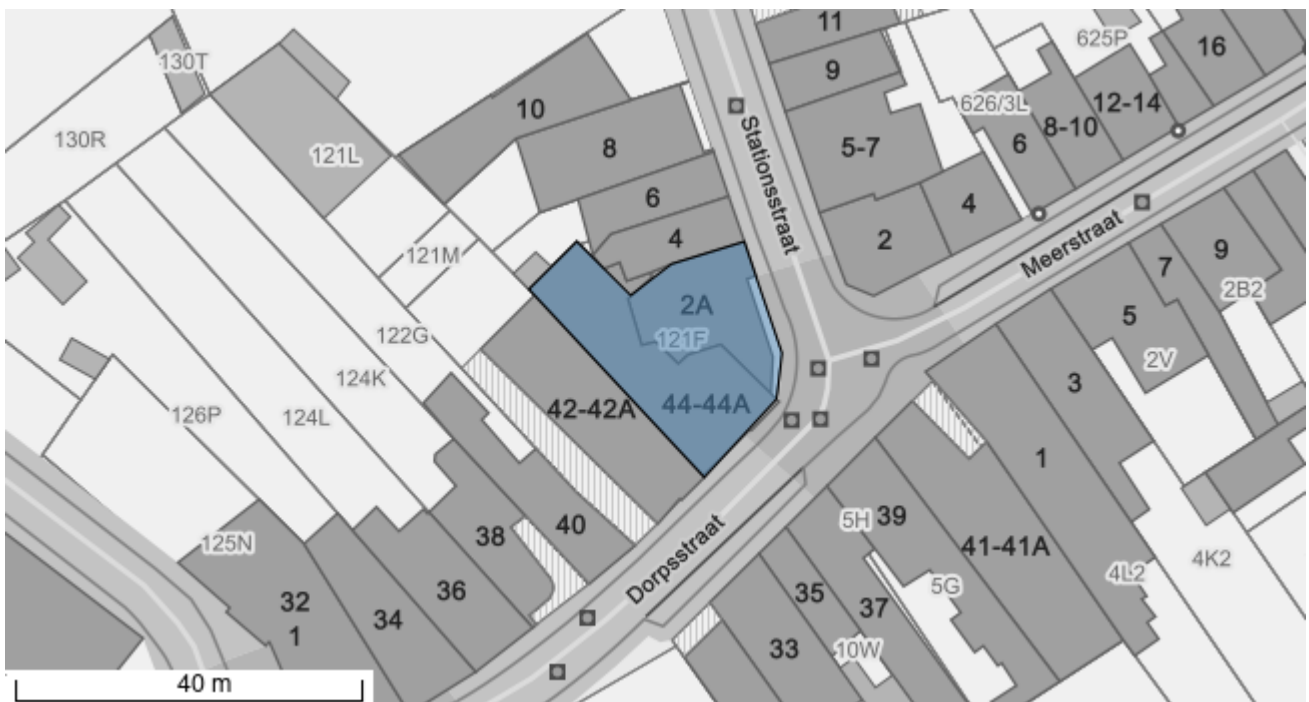 11
130T
625P
16
9
10
12-14
626/3L
8-10
130R
121L
8
Stationsstraat
5-7
6
6
4
4
2
121M
Meerstraat
9
7
2B2
2A
5
122G
121F
2V
124K
3
42-42A
44-44A
126P
124L
1
5H
39
38
40
125N
41-41A
4K2
Dorpsstraat
4L2
5G
36
35
37
32
34
1
33
10W
40 m